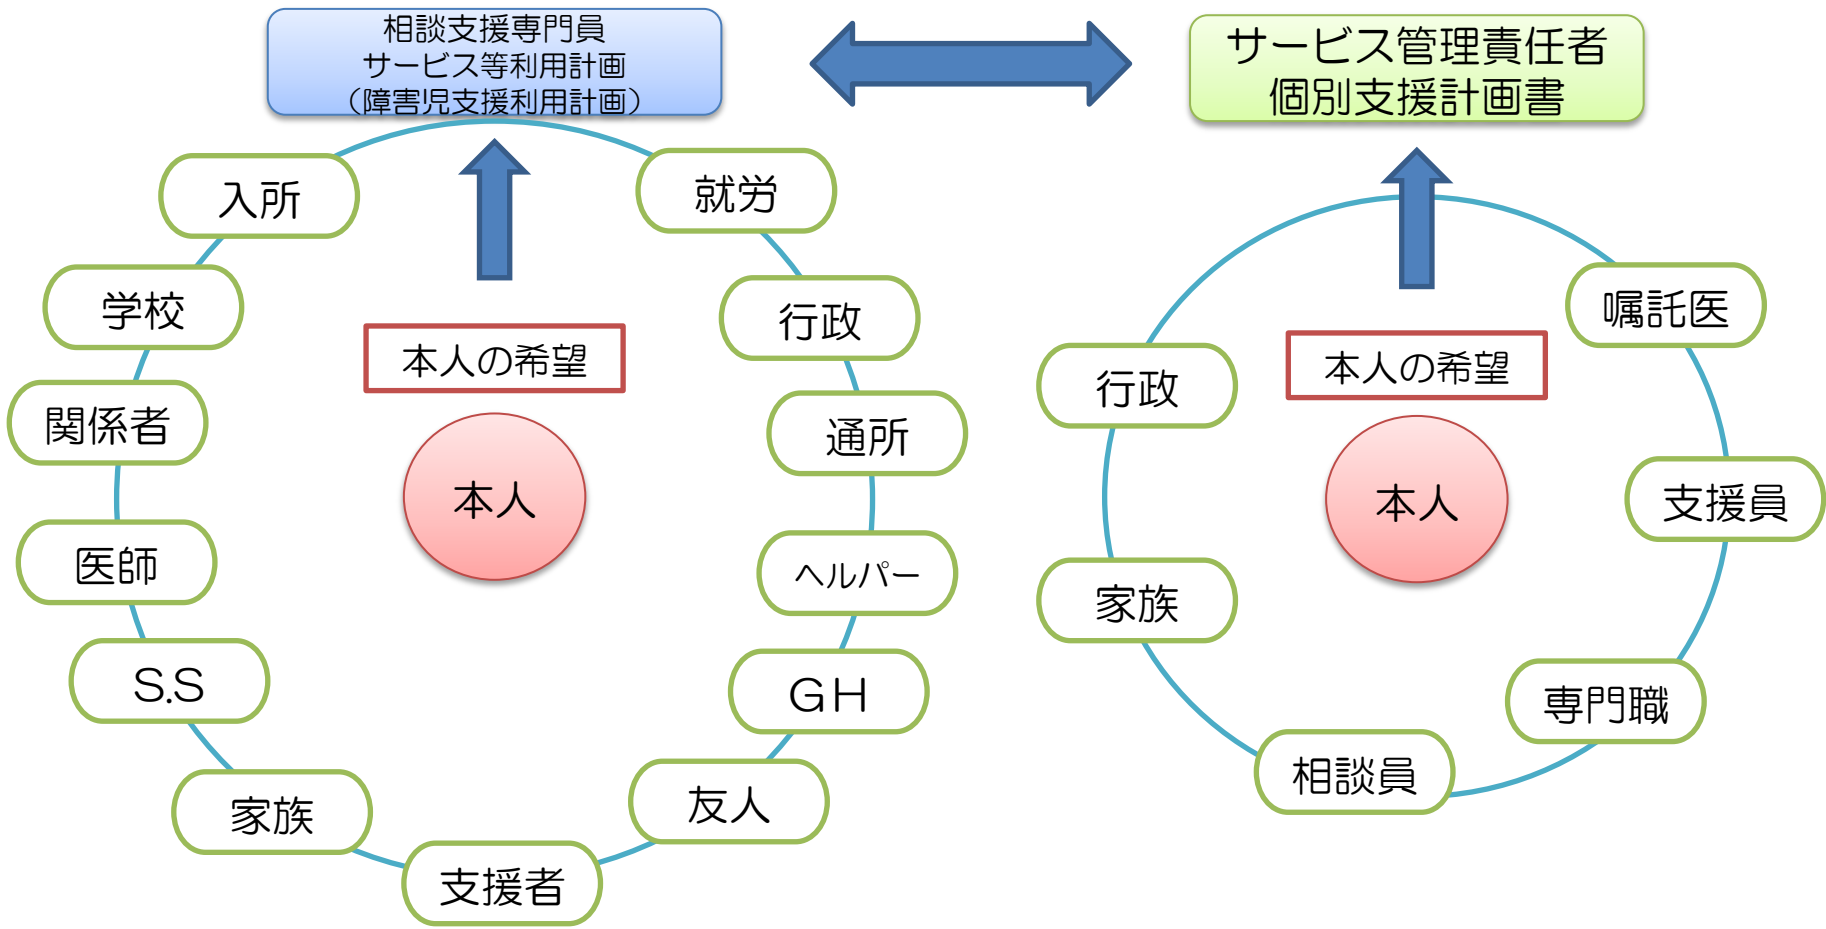 相談支援専門員
サービス等利用計画
（障害児支援利用計画）
サービス管理責任者
個別支援計画書
入所
就労
学校
行政
本人の希望
関係者
通所
本人
医師
ヘルパー
S.S
GH
家族
友人
支援者
嘱託医
行政
本人の希望
本人
支援員
家族
専門職
相談員